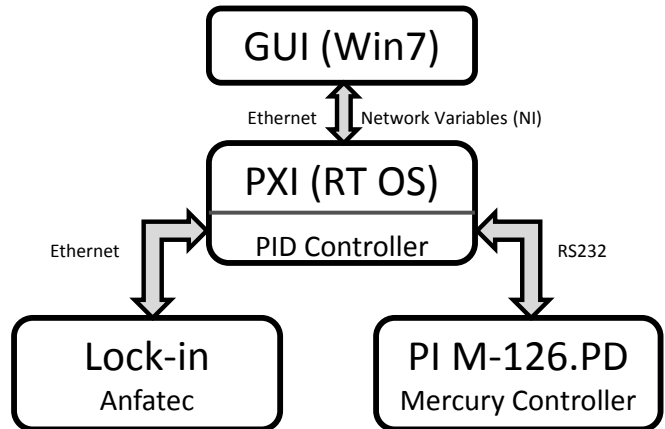 GUI (Win7)
Ethernet Network Variables (NI)
PXI (RT OS)
PID Controller
Ethernet
RS232
Lock-in
Anfatec
PI M-126.PD
Mercury Controller